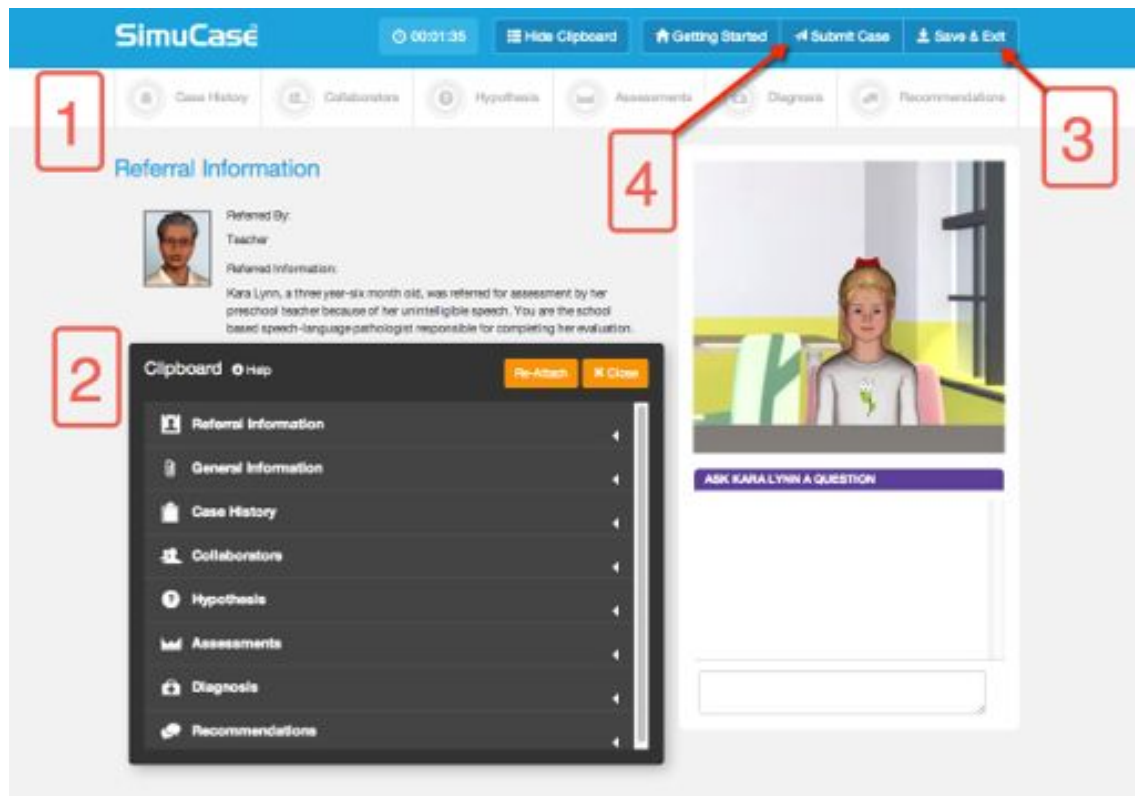 SimuCase
00:01:35
Hide Clipboard
Getting Started
Submit Case
Save & Exit
1
Case History
Collaborators
Hypothesis
Assessments
Diagnosis
Recommendations
4
3
Referral Information
Referred By:
Teacher
Referred Information:
Kara Lynn, a three year-six month old, was referred for assessment by her
preschool teacher because of her unintelligible speech. You are the school
based speech-language pathologist responsible for completing her evaluation.
2
Clipboard Help
Re-Attach
Close
Referral Information
General Information
Case History
Collaborators
Hypothesis
Assessments
Diagnosis
Recommendations
ASK KARA LYNN A QUESTION